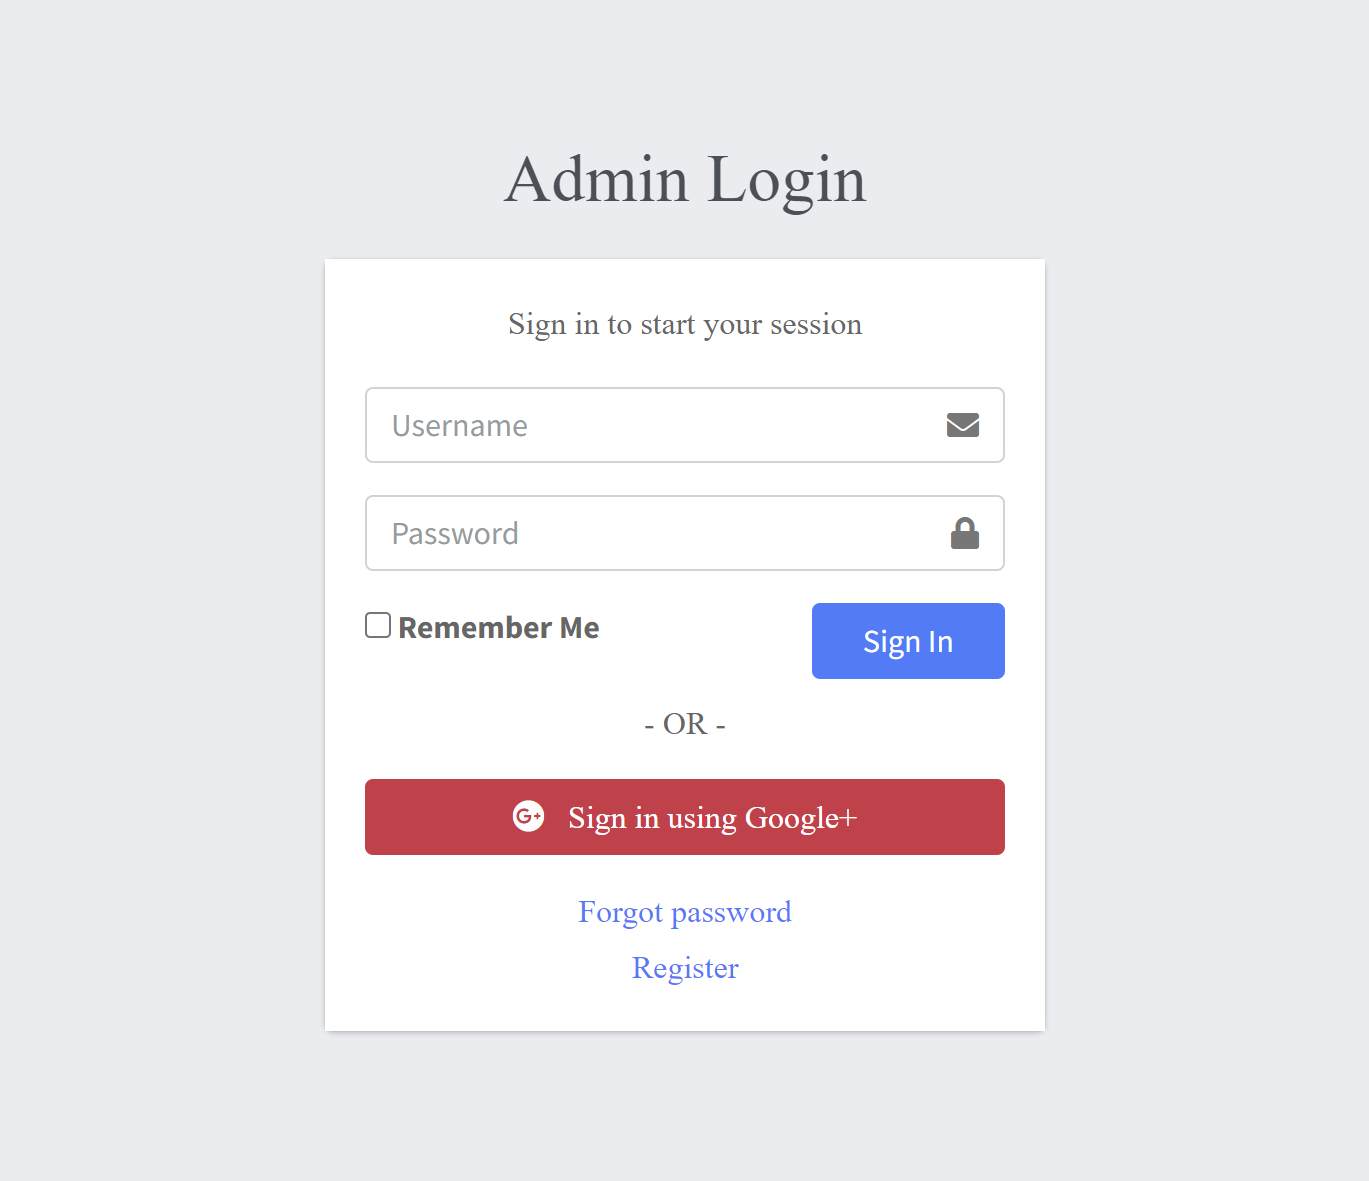 Admin Login
Sign in to start your session
Username
Password
Remember Me
Sign In
- OR -
G+ Sign in using Google+
Forgot password
Register